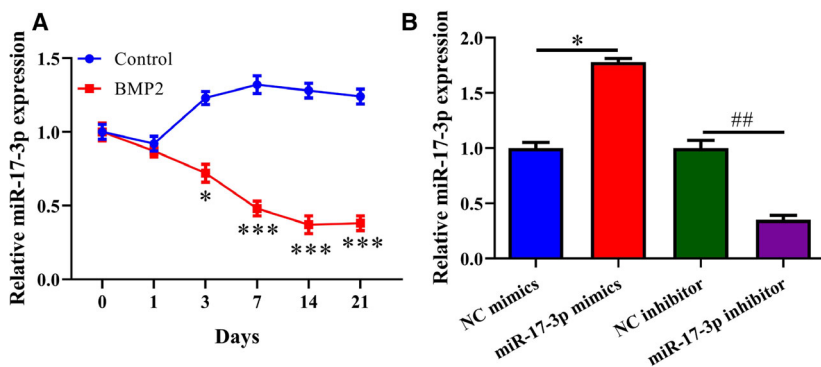 A
Relative miR-17-3p expression
1.5
1.0
0.5
0.0
Control
BMP2
*
***
***
***
0 1 3 7 14 21
Days
B
Relative miR-17-3p expression
2.0
1.5
1.0
0.5
0.0
*
##
NC mimics
miR-17-3p mimics
NC inhibitor
miR-17-3p inhibitor